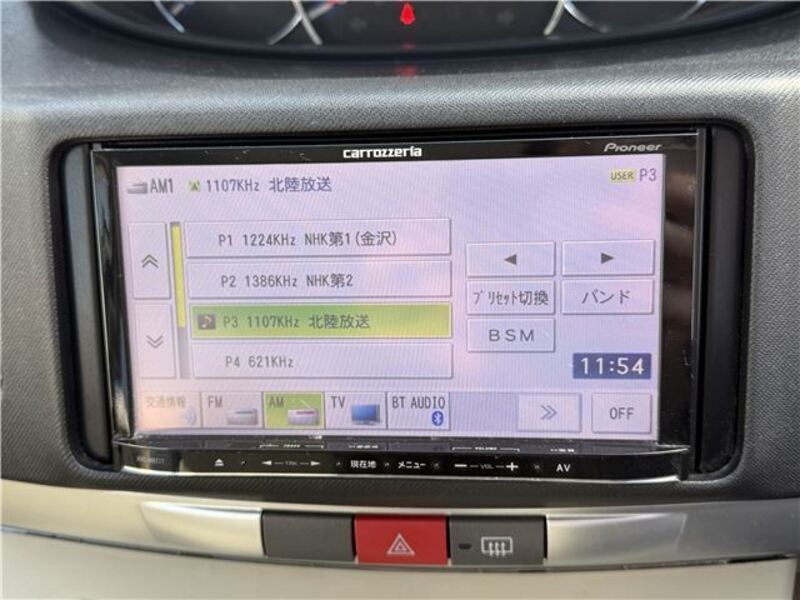 carrozzeria
Pioneer
AM1 1107KHz 北陸放送
USER P3
P1 1224KHz NHK第1(金沢)
P2 1386KHz NHK第2
P3 1107KHz 北陸放送
P4 621KHz
プリセット切換
バンド
BSM
11:54
交通情報
FM
AM
TV
BT AUDIO
OFF
TRK
現在地
メニュー
VOL
AV